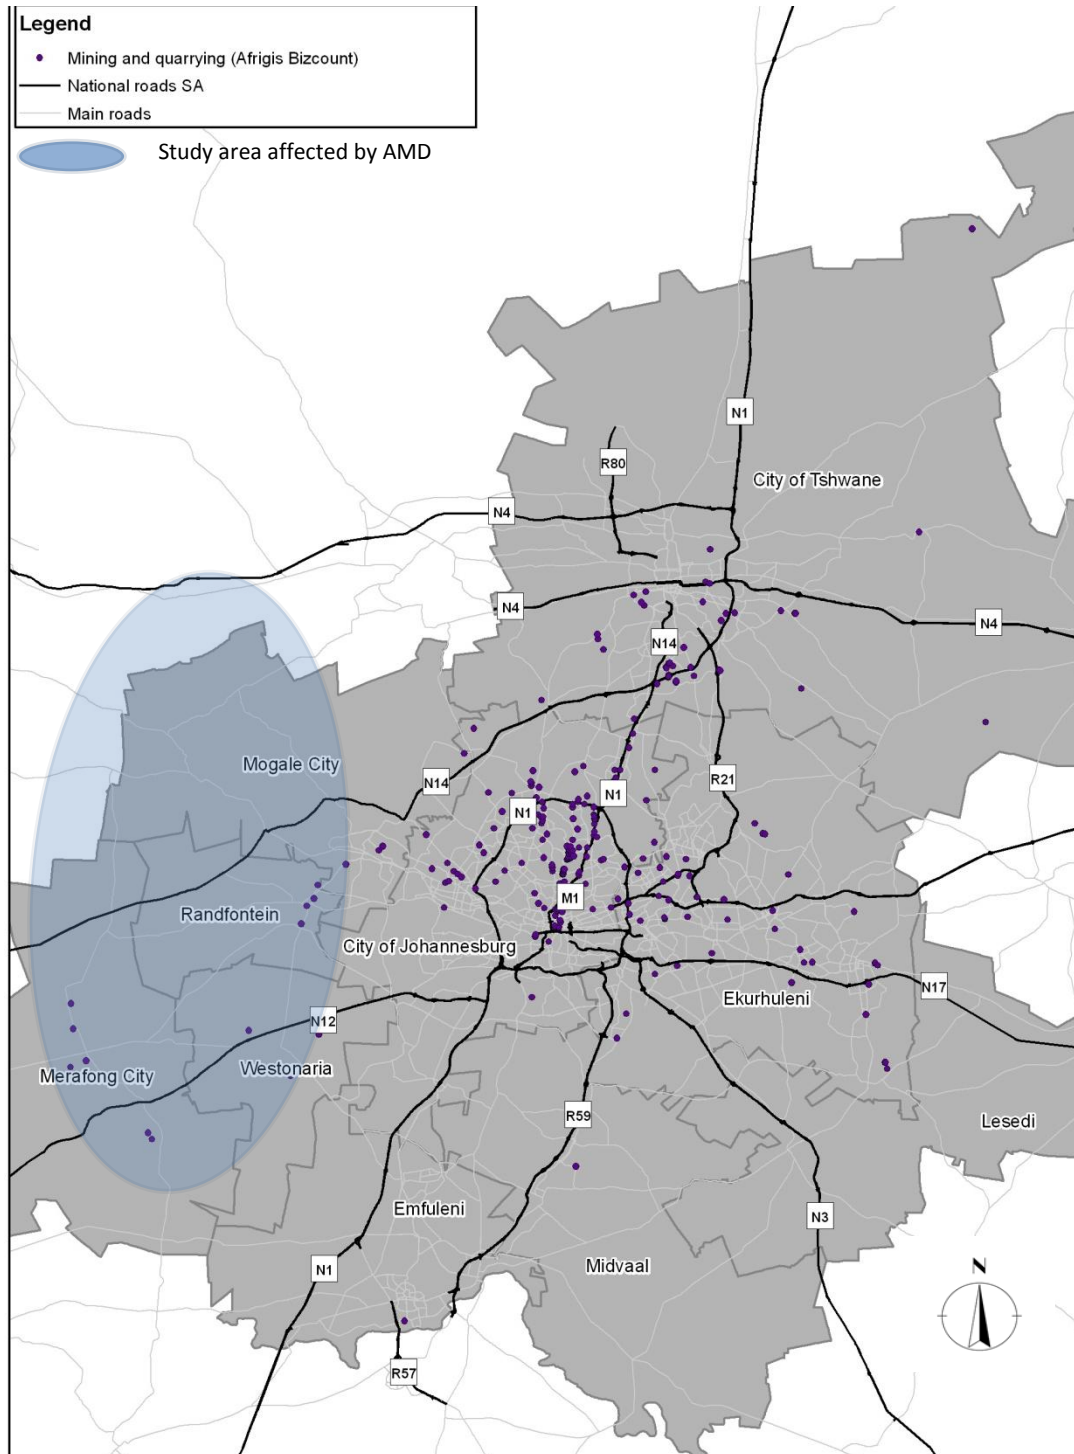 Legend
Mining and quarrying (Afrigis Bizcount)
National roads SA
Main roads
Study area affected by AMD
N1
R80
City of Tshwane
N4
N4
N4
N14
Mogale City
N14
R21
N1
N1
M1
Randfontein
City of Johannesburg
N17
Ekurhuleni
N12
Westonaria
Merafong City
R59
Lesedi
Emfuleni
N3
Midvaal
N1
N
R57